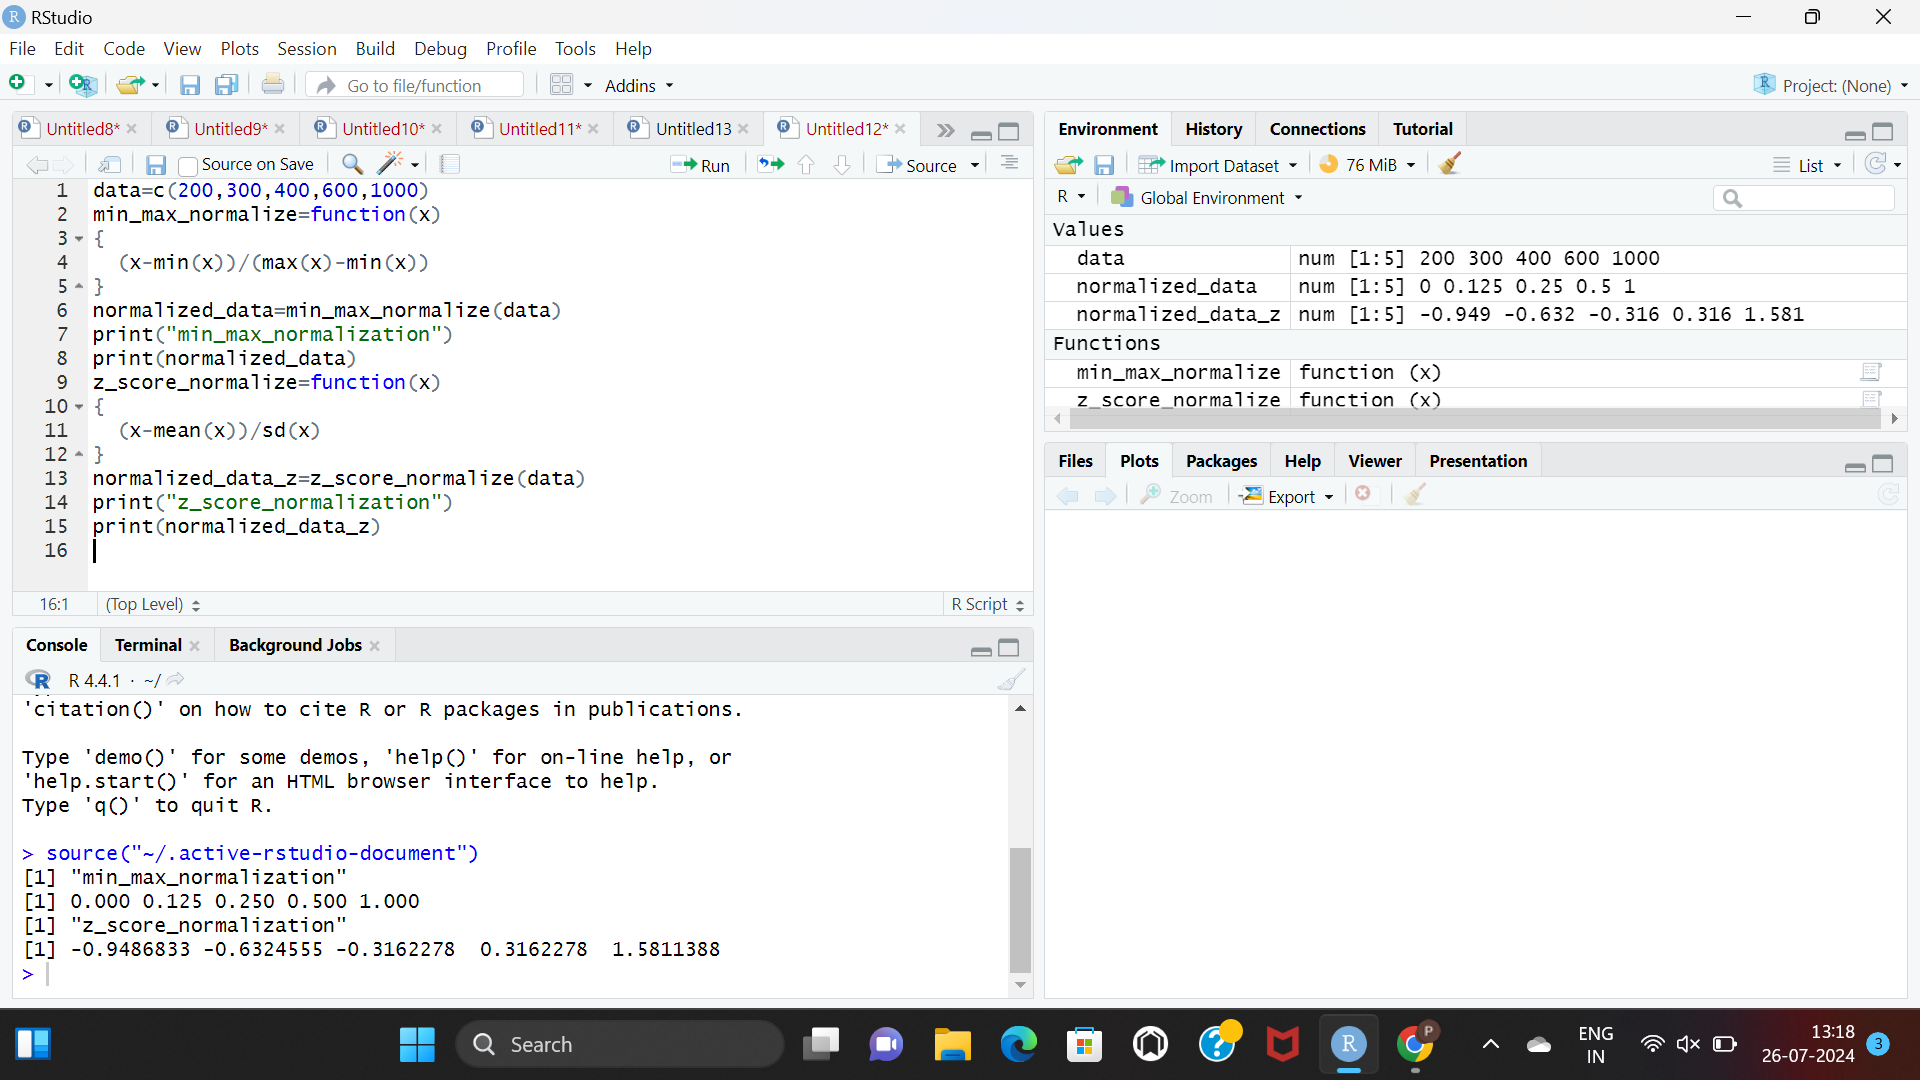 RStudio
File Edit Code View Plots Session Build Debug Profile Tools Help
Go to file/function Addins Project: (None)
Untitled8* Untitled9* Untitled10* Untitled11* Untitled13 Untitled12*
Source on Save Run Source
1 data=c(200,300,400,600,1000)
2 min_max_normalize=function(x)
3 {
4 (x-min(x))/(max(x)-min(x))
5 }
6 normalized_data=min_max_normalize(data)
7 print("min_max_normalization")
8 print(normalized_data)
9 z_score_normalize=function(x)
10 {
11 (x-mean(x))/sd(x)
12 }
13 normalized_data_z=z_score_normalize(data)
14 print("z_score_normalization")
15 print(normalized_data_z)
16
16:1 (Top Level) R Script
Console Terminal Background Jobs
R 4.4.1 · ~/
'citation()' on how to cite R or R packages in publications.
Type 'demo()' for some demos, 'help()' for on-line help, or
'help.start()' for an HTML browser interface to help.
Type 'q()' to quit R.
> source("~/.active-rstudio-document")
[1] "min_max_normalization"
[1] 0.000 0.125 0.250 0.500 1.000
[1] "z_score_normalization"
[1] -0.9486833 -0.6324555 -0.3162278 0.3162278 1.5811388
>
Environment History Connections Tutorial
Import Dataset 76 MiB List
R Global Environment
Values
data num [1:5] 200 300 400 600 1000
normalized_data num [1:5] 0 0.125 0.25 0.5 1
normalized_data_z num [1:5] -0.949 -0.632 -0.316 0.316 1.581
Functions
min_max_normalize function (x)
z_score_normalize function (x)
Files Plots Packages Help Viewer Presentation
Zoom Export
Search
P
ENG
IN
13:18
26-07-2024
3